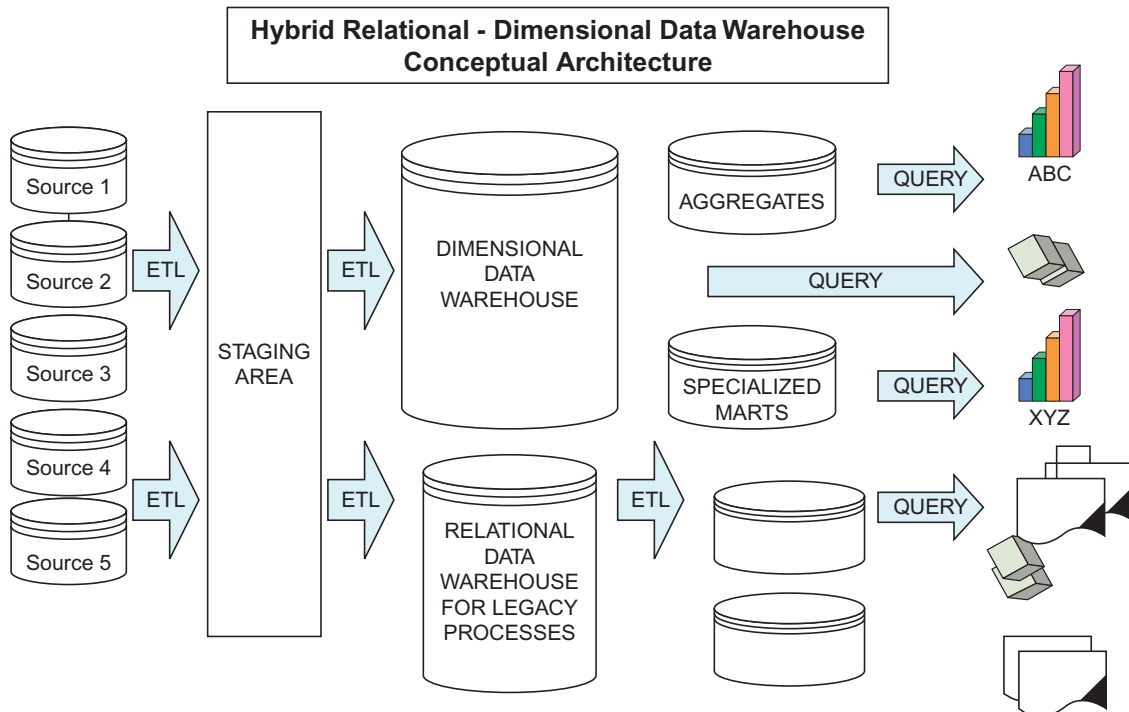 Hybrid Relational - Dimensional Data Warehouse
Conceptual Architecture
Source 1
Source 2
Source 3
Source 4
Source 5
ETL
ETL
STAGING
AREA
ETL
ETL
DIMENSIONAL
DATA
WAREHOUSE
RELATIONAL
DATA
WAREHOUSE
FOR LEGACY
PROCESSES
ETL
AGGREGATES
SPECIALIZED
MARTS
QUERY
QUERY
QUERY
QUERY
ABC
XYZ